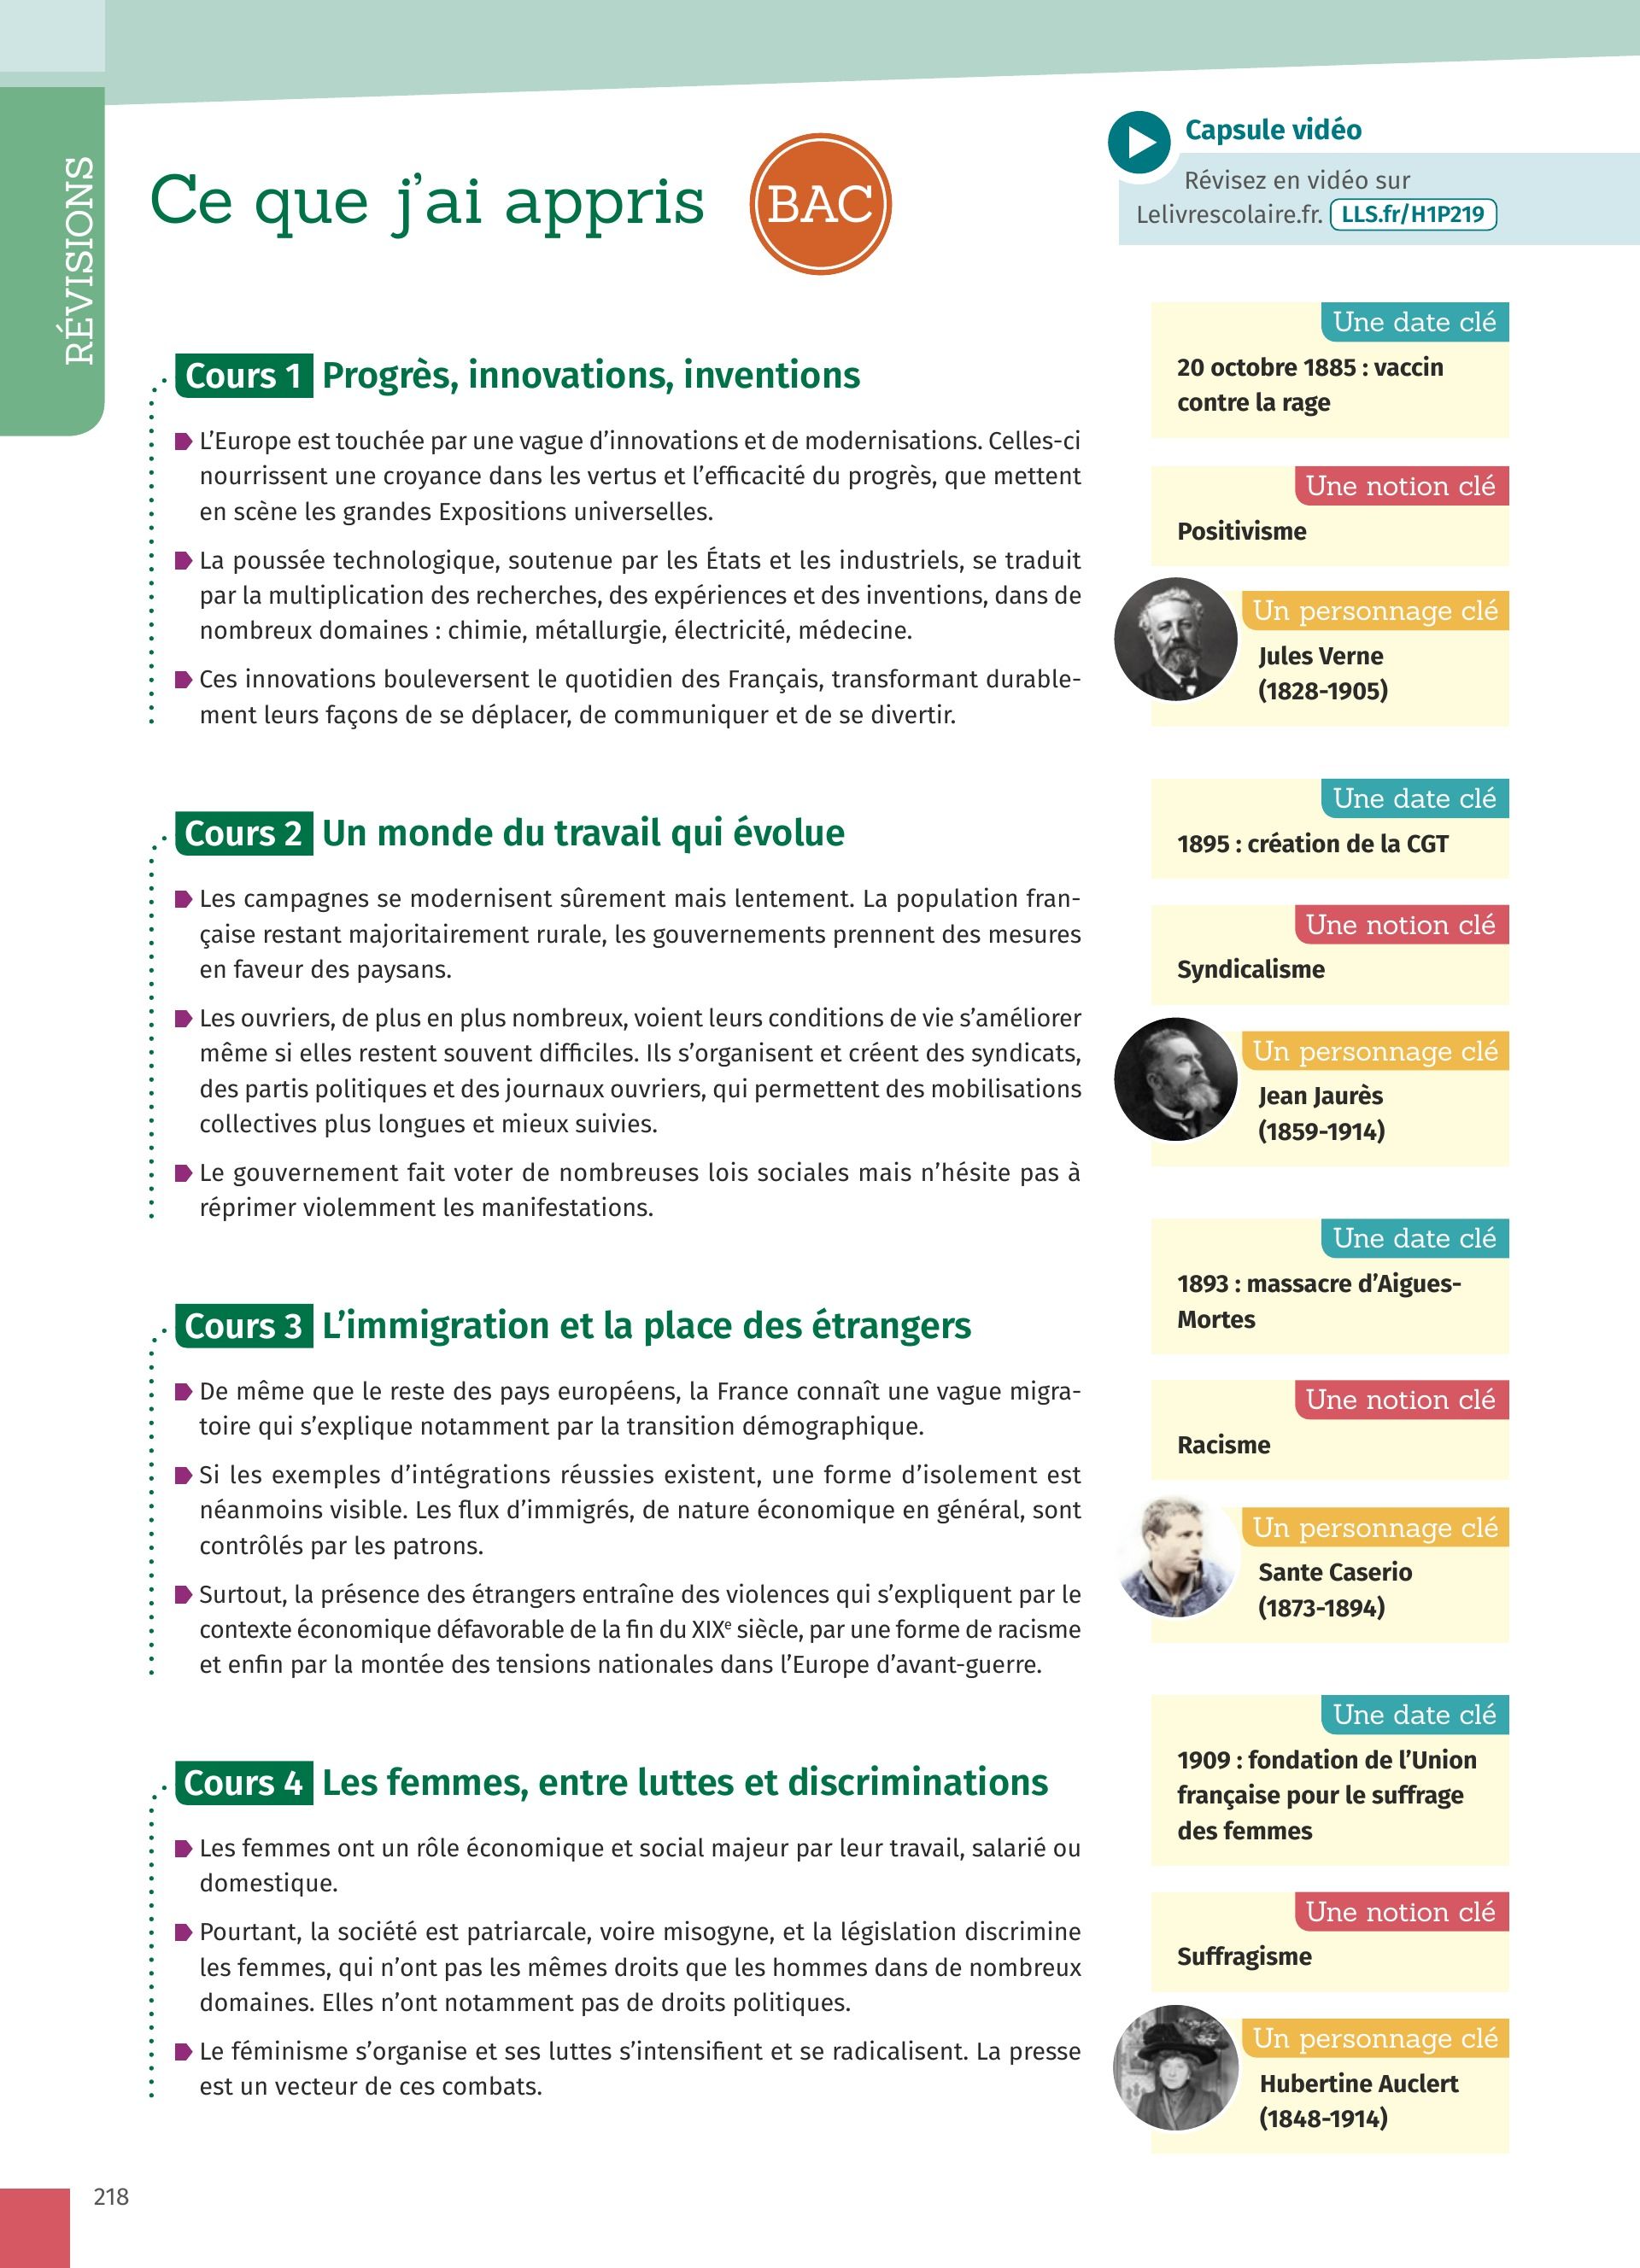 RÉVISIONS
Ce que j'ai appris
BAC
Capsule vidéo
Révisez en vidéo sur
Lelivrescolaire.fr. LLS.fr/H1P219
Cours 1 Progrès, innovations, inventions
L'Europe est touchée par une vague d'innovations et de modernisations. Celles-ci
nourrissent une croyance dans les vertus et l'efficacité du progrès, que mettent
en scène les grandes Expositions universelles.
La poussée technologique, soutenue par les États et les industriels, se traduit
par la multiplication des recherches, des expériences et des inventions, dans de
nombreux domaines : chimie, métallurgie, électricité, médecine.
Ces innovations bouleversent le quotidien des Français, transformant durable-
ment leurs façons de se déplacer, de communiquer et de se divertir.
Une date clé
20 octobre 1885 : vaccin
contre la rage
Une notion clé
Positivisme
Un personnage clé
Jules Verne
(1828-1905)
Cours 2 Un monde du travail qui évolue
Les campagnes se modernisent sûrement mais lentement. La population fran-
çaise restant majoritairement rurale, les gouvernements prennent des mesures
en faveur des paysans.
Les ouvriers, de plus en plus nombreux, voient leurs conditions de vie s'améliorer
même si elles restent souvent difficiles. Ils s'organisent et créent des syndicats,
des partis politiques et des journaux ouvriers, qui permettent des mobilisations
collectives plus longues et mieux suivies.
Le gouvernement fait voter de nombreuses lois sociales mais n'hésite pas à
réprimer violemment les manifestations.
Une date clé
1895 : création de la CGT
Une notion clé
Syndicalisme
Un personnage clé
Jean Jaurès
(1859-1914)
Cours 3 L'immigration et la place des étrangers
De même que le reste des pays européens, la France connaît une vague migra-
toire qui s'explique notamment par la transition démographique.
Si les exemples d'intégrations réussies existent, une forme d'isolement est
néanmoins visible. Les flux d'immigrés, de nature économique en général, sont
contrôlés par les patrons.
Surtout, la présence des étrangers entraîne des violences qui s'expliquent par le
contexte économique défavorable de la fin du XIXe siècle, par une forme de racisme
et enfin par la montée des tensions nationales dans l'Europe d'avant-guerre.
Une date clé
1893 : massacre d'Aigues-
Mortes
Une notion clé
Racisme
Un personnage clé
Sante Caserio
(1873-1894)
Cours 4 Les femmes, entre luttes et discriminations
Les femmes ont un rôle économique et social majeur par leur travail, salarié ou
domestique.
Pourtant, la société est patriarcale, voire misogyne, et la législation discrimine
les femmes, qui n'ont pas les mêmes droits que les hommes dans de nombreux
domaines. Elles n'ont notamment pas de droits politiques.
Le féminisme s'organise et ses luttes s'intensifient et se radicalisent. La presse
est un vecteur de ces combats.
Une date clé
1909 : fondation de l'Union
française pour le suffrage
des femmes
Une notion clé
Suffragisme
Un personnage clé
Hubertine Auclert
(1848-1914)
218